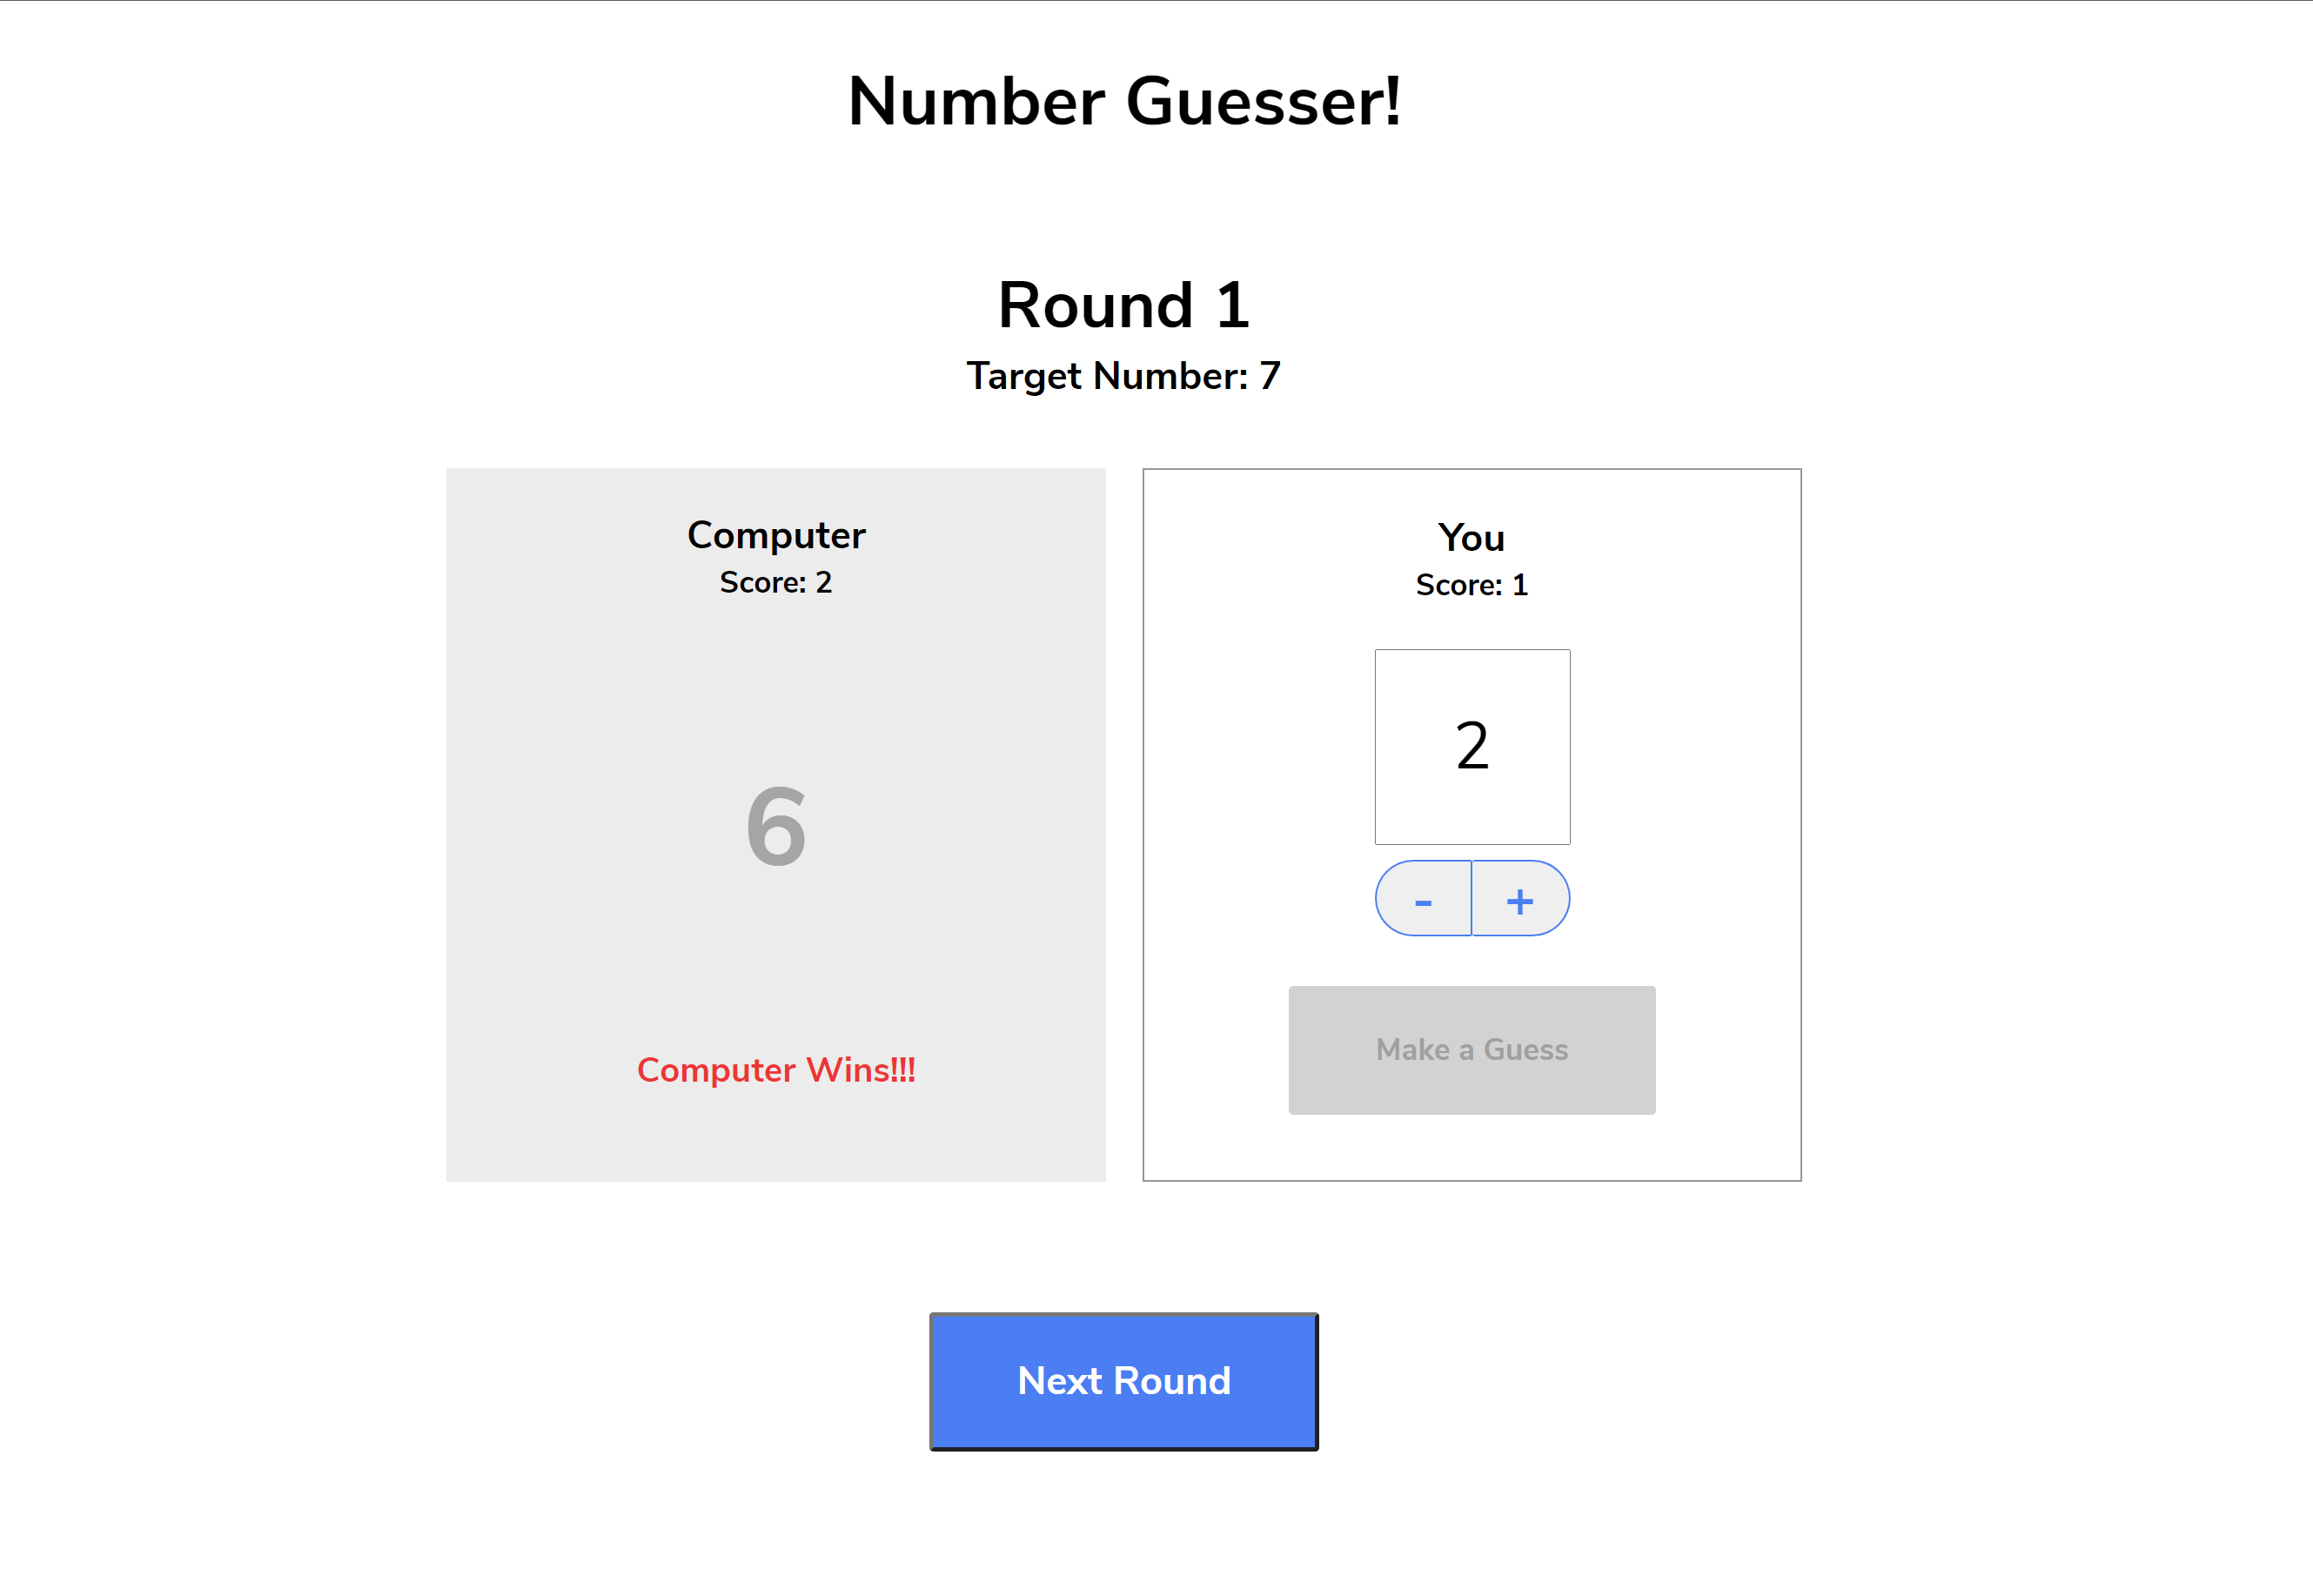 Number Guesser!
Round 1
Target Number: 7
Computer
Score: 2
6
Computer Wins!!!
You
Score: 1
2
- +
Make a Guess
Next Round